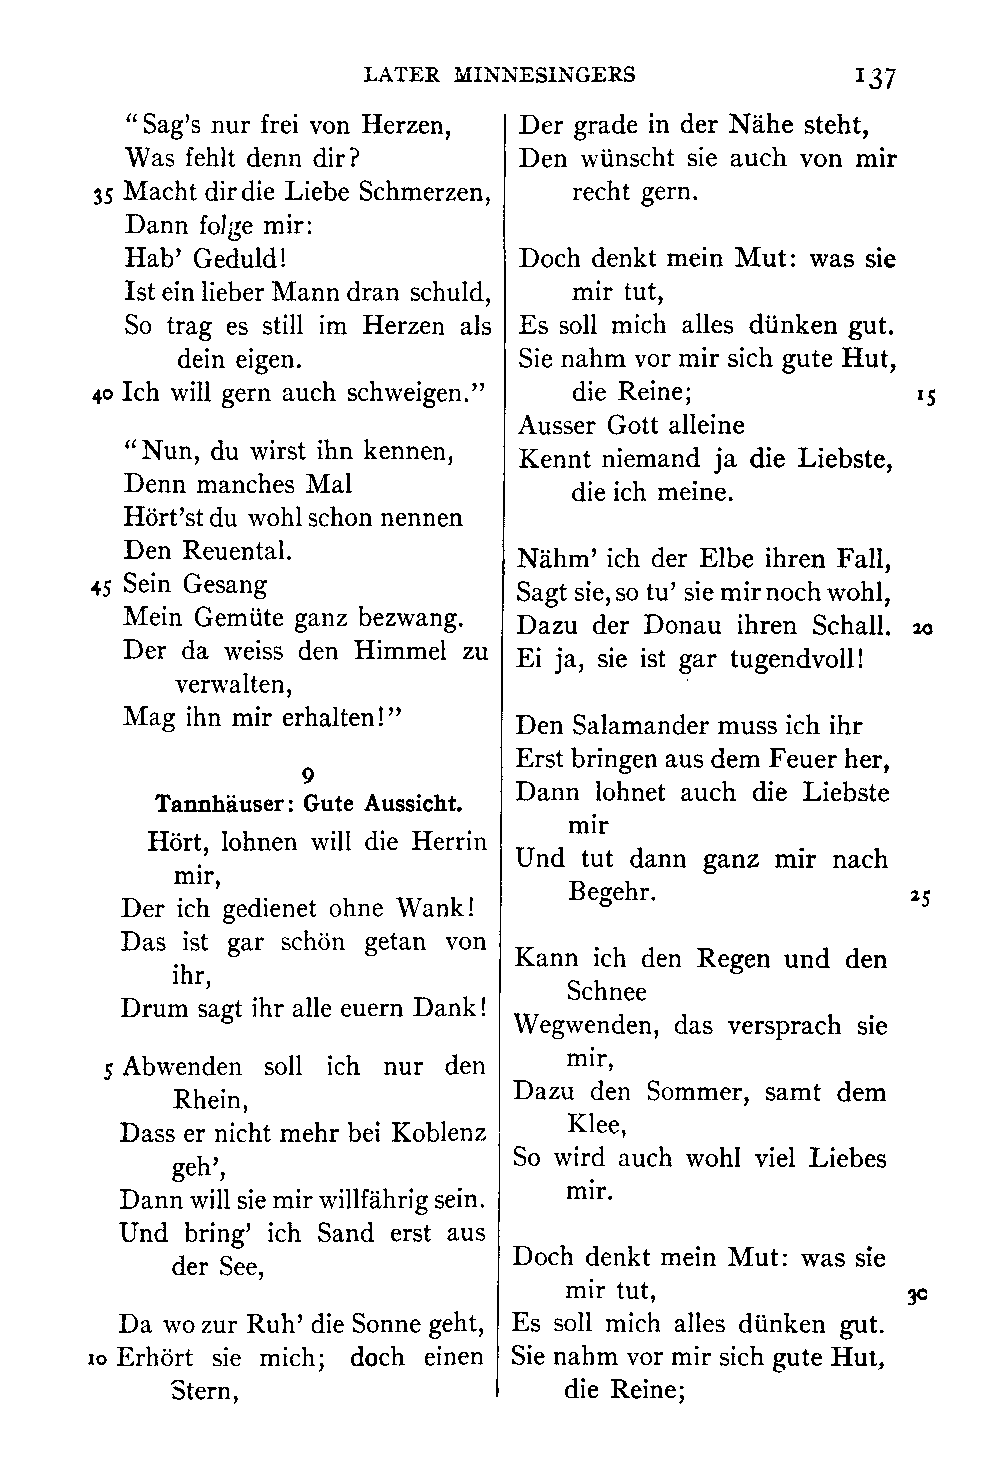 LATER MINNESINGERS 137
“Sag’s nur frei von Herzen,
Was fehlt denn dir?
35 Macht dir die Liebe Schmerzen,
Dann folge mir:
Hab’ Geduld!
Ist ein lieber Mann dran schuld,
So trag es still im Herzen als
dein eigen.
40 Ich will gern auch schweigen.”
“Nun, du wirst ihn kennen,
Denn manches Mal
Hört’st du wohl schon nennen
Den Reuental.
45 Sein Gesang
Mein Gemüte ganz bezwang.
Der da weiss den Himmel zu
verwalten,
Mag ihn mir erhalten!”
9
Tannhäuser: Gute Aussicht.
Hört, lohnen will die Herrin
mir,
Der ich gedienet ohne Wank!
Das ist gar schön getan von
ihr,
Drum sagt ihr alle euern Dank!
5 Abwenden soll ich nur den
Rhein,
Dass er nicht mehr bei Koblenz
geh’,
Dann will sie mir willfährig sein.
Und bring’ ich Sand erst aus
der See,
Da wo zur Ruh’ die Sonne geht,
10 Erhört sie mich; doch einen
Stern,
Der grade in der Nähe steht,
Den wünscht sie auch von mir
recht gern.
Doch denkt mein Mut: was sie
mir tut,
Es soll mich alles dünken gut.
Sie nahm vor mir sich gute Hut,
die Reine; 15
Ausser Gott alleine
Kennt niemand ja die Liebste,
die ich meine.
Nähm’ ich der Elbe ihren Fall,
Sagt sie, so tu’ sie mir noch wohl,
Dazu der Donau ihren Schall. 20
Ei ja, sie ist gar tugendvoll!
Den Salamander muss ich ihr
Erst bringen aus dem Feuer her,
Dann lohnet auch die Liebste
mir
Und tut dann ganz mir nach
Begehr. 25
Kann ich den Regen und den
Schnee
Wegwenden, das versprach sie
mir,
Dazu den Sommer, samt dem
Klee,
So wird auch wohl viel Liebes
mir.
Doch denkt mein Mut: was sie
mir tut, 30
Es soll mich alles dünken gut.
Sie nahm vor mir sich gute Hut,
die Reine;